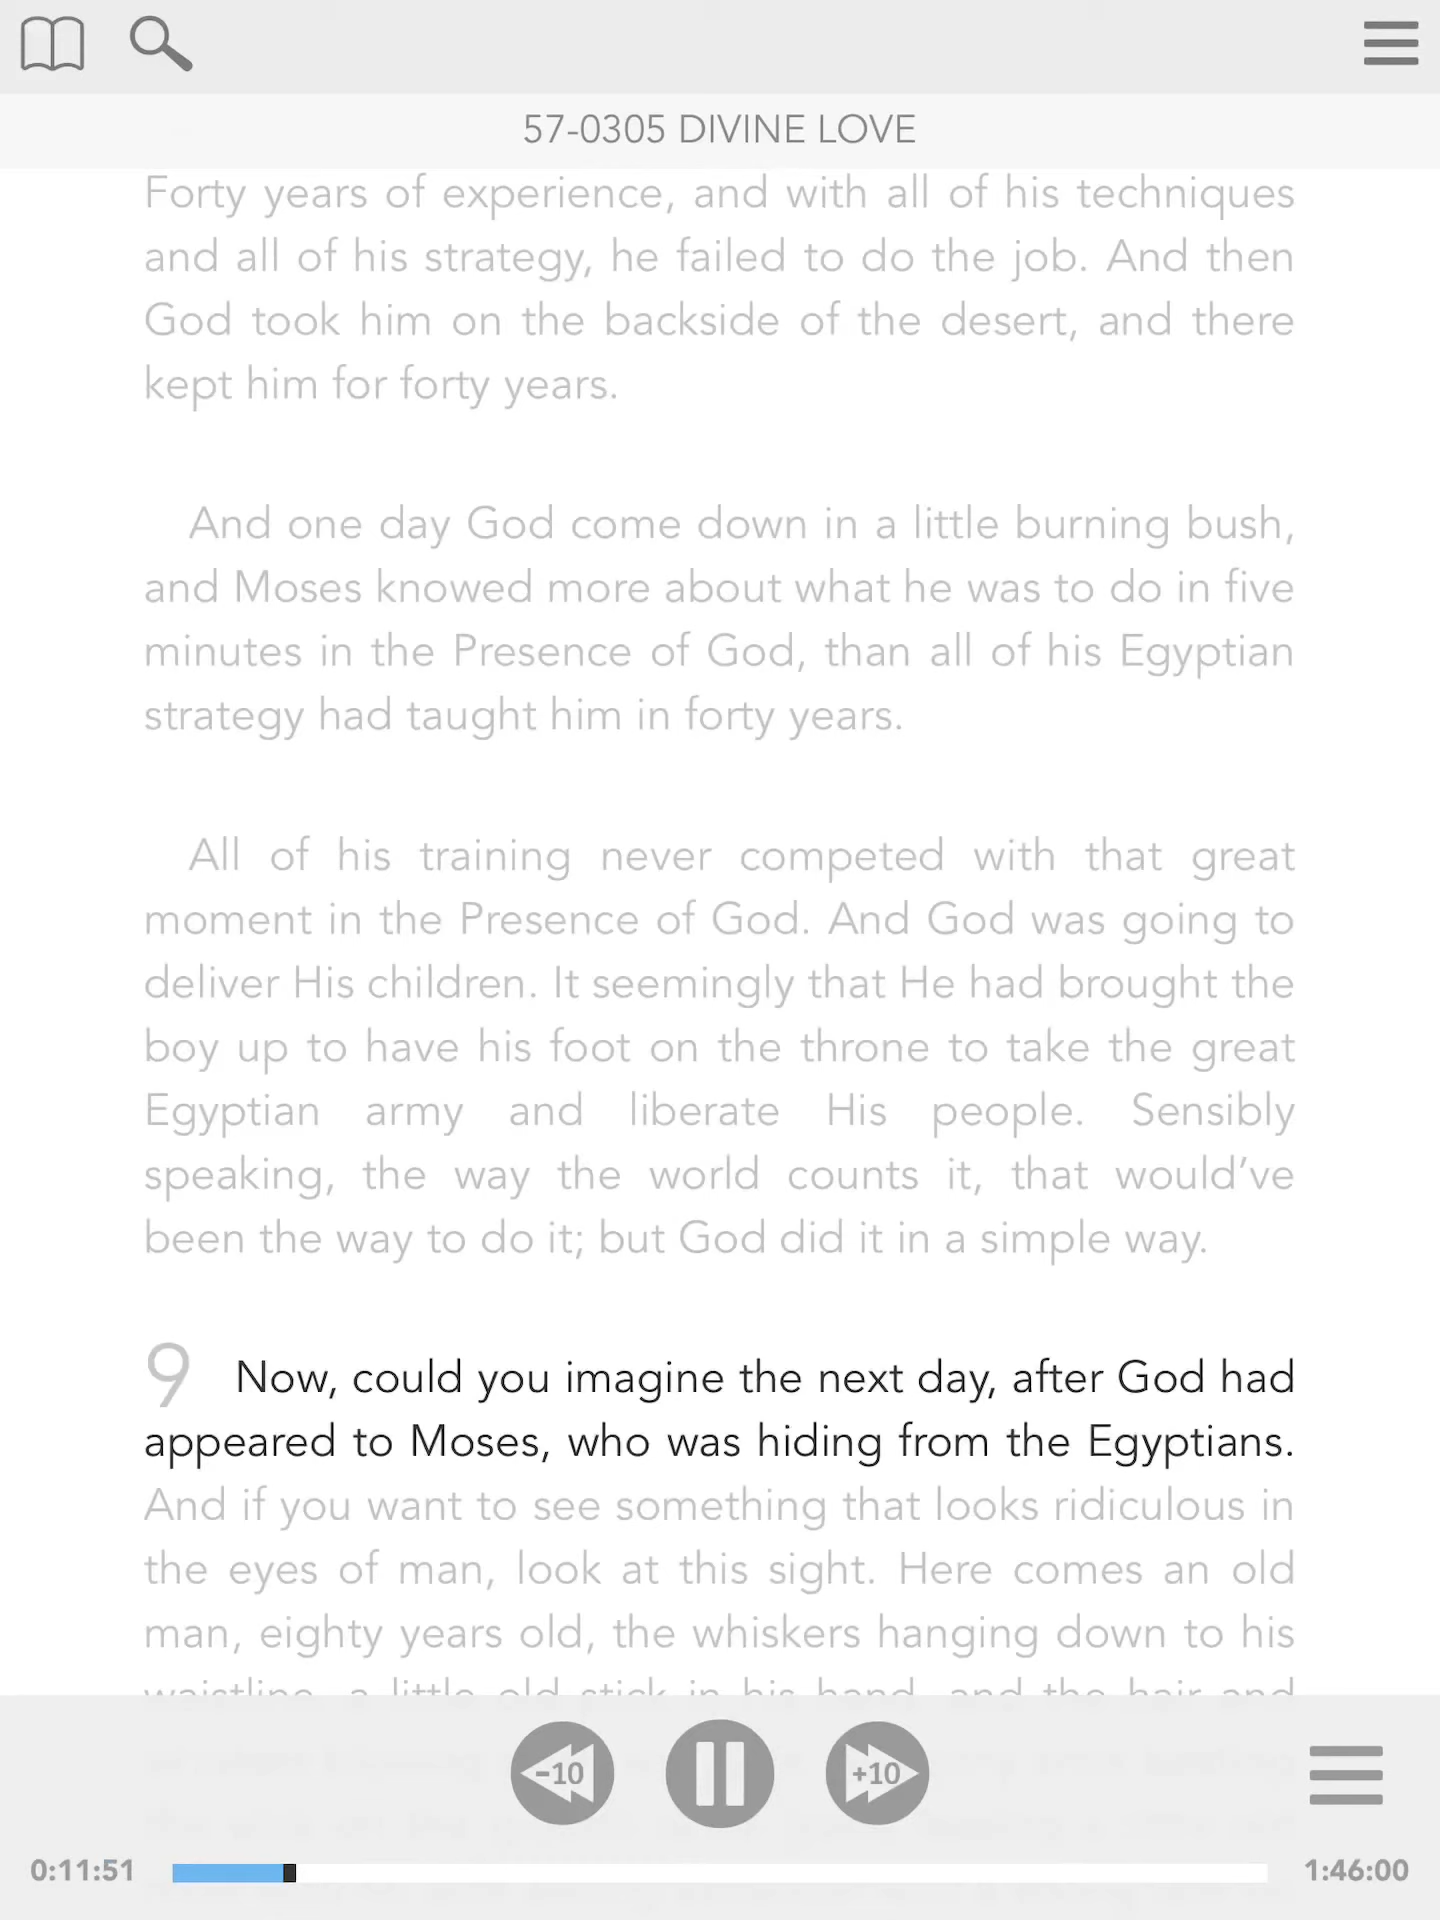 57-0305 DIVINE LOVE
Forty years of experience, and with all of his techniques
and all of his strategy, he failed to do the job. And then
God took him on the backside of the desert, and there
kept him for forty years.
And one day God come down in a little burning bush,
and Moses knowed more about what he was to do in five
minutes in the Presence of God, than all of his Egyptian
strategy had taught him in forty years.
All of his training never competed with that great
moment in the Presence of God. And God was going to
deliver His children. It seemingly that He had brought the
boy up to have his foot on the throne to take the great
Egyptian army and liberate His people. Sensibly
speaking, the way the world counts it, that would’ve
been the way to do it; but God did it in a simple way.
9 Now, could you imagine the next day, after God had
appeared to Moses, who was hiding from the Egyptians.
And if you want to see something that looks ridiculous in
the eyes of man, look at this sight. Here comes an old
man, eighty years old, the whiskers hanging down to his
waistline, a little old stick in his hand, and the hair and
-10 +10
0:11:51 1:46:00